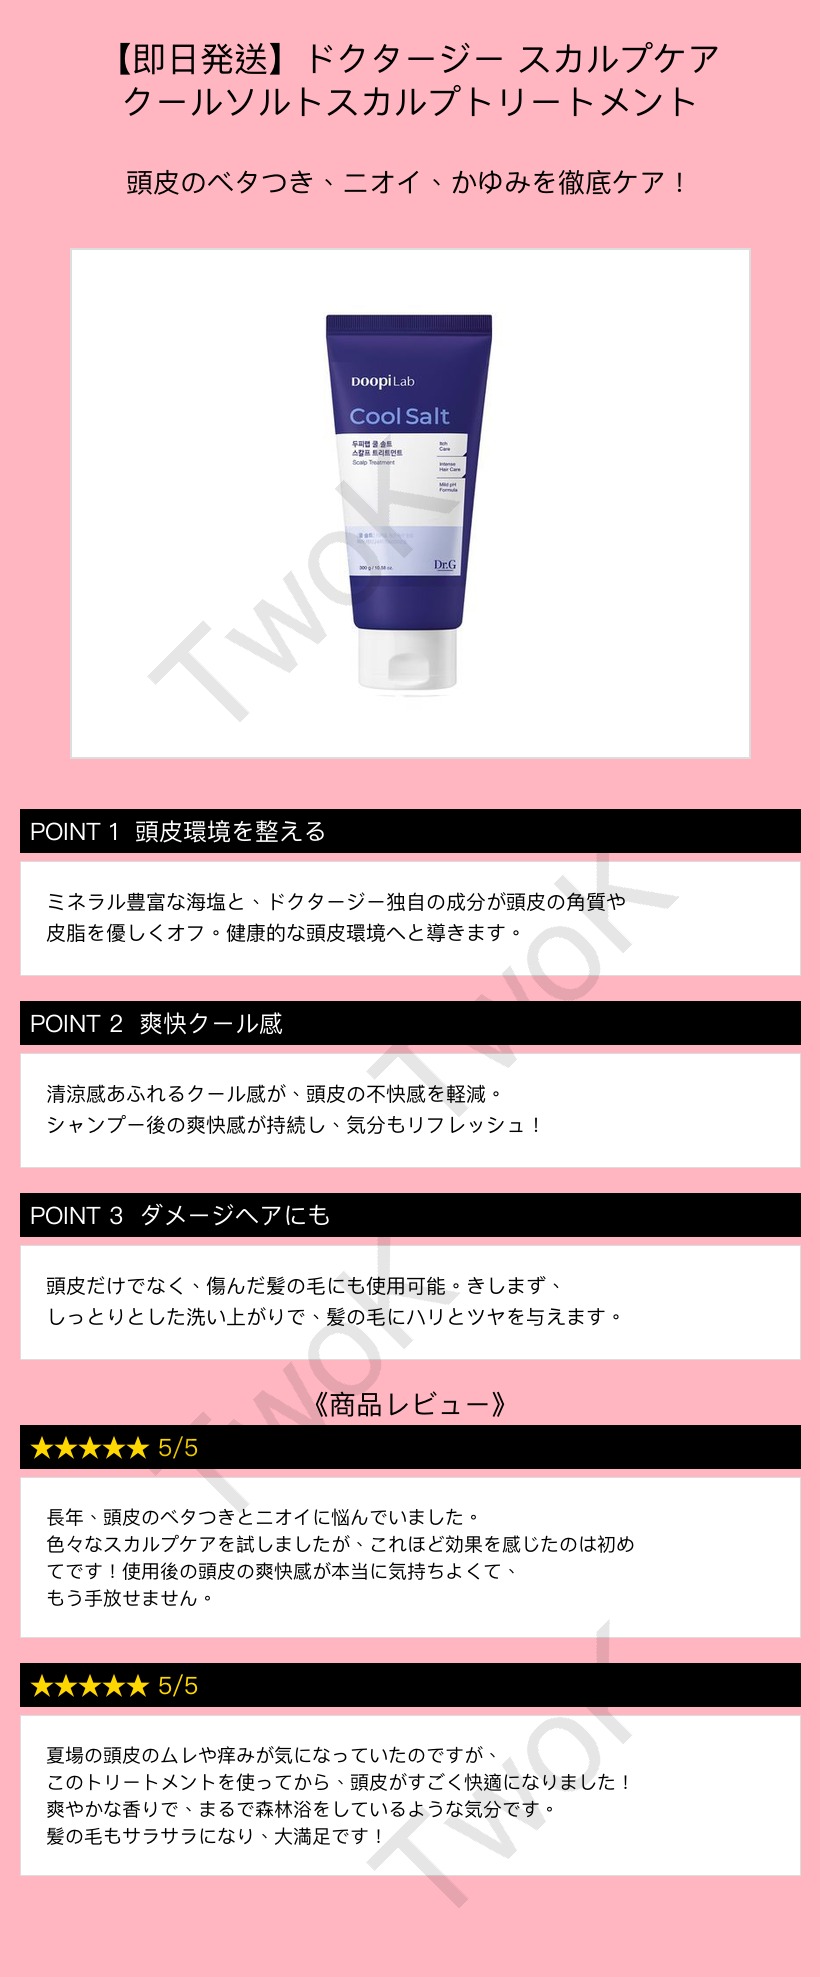 【即日発送】ドクタージー スカルプケア
クールソルトスカルプトリートメント
頭皮のベタつき、ニオイ、かゆみを徹底ケア！
DOOpiLab
Cool Salt
두피랩 쿨 솔트
스칼프 트리트먼트
Scalp Treatment
Itch
Care
Intense
Hair Care
Mild pH
Formula
쿨 솔트
300 g / 10.58 oz.
Dr.G
TwoK
POINT 1 頭皮環境を整える
ミネラル豊富な海塩と、ドクタージー独自の成分が頭皮の角質や
皮脂を優しくオフ。健康的な頭皮環境へと導きます。
TwoK
POINT 2 爽快クール感
清涼感あふれるクール感が、頭皮の不快感を軽減。
シャンプー後の爽快感が持続し、気分もリフレッシュ！
POINT 3 ダメージヘアにも
頭皮だけでなく、傷んだ髪の毛にも使用可能。きしまず、
しっとりとした洗い上がりで、髪の毛にハリとツヤを与えます。
TwoK
《商品レビュー》
★★★★★ 5/5
長年、頭皮のベタつきとニオイに悩んでいました。
色々なスカルプケアを試しましたが、これほど効果を感じたのは初め
てです！使用後の頭皮の爽快感が本当に気持ちよくて、
もう手放せません。
★★★★★ 5/5
夏場の頭皮のムレや痒みが気になっていたのですが、
このトリートメントを使ってから、頭皮がすごく快適になりました！
爽やかな香りで、まるで森林浴をしているような気分です。
髪の毛もサラサラになり、大満足です！
TwoK